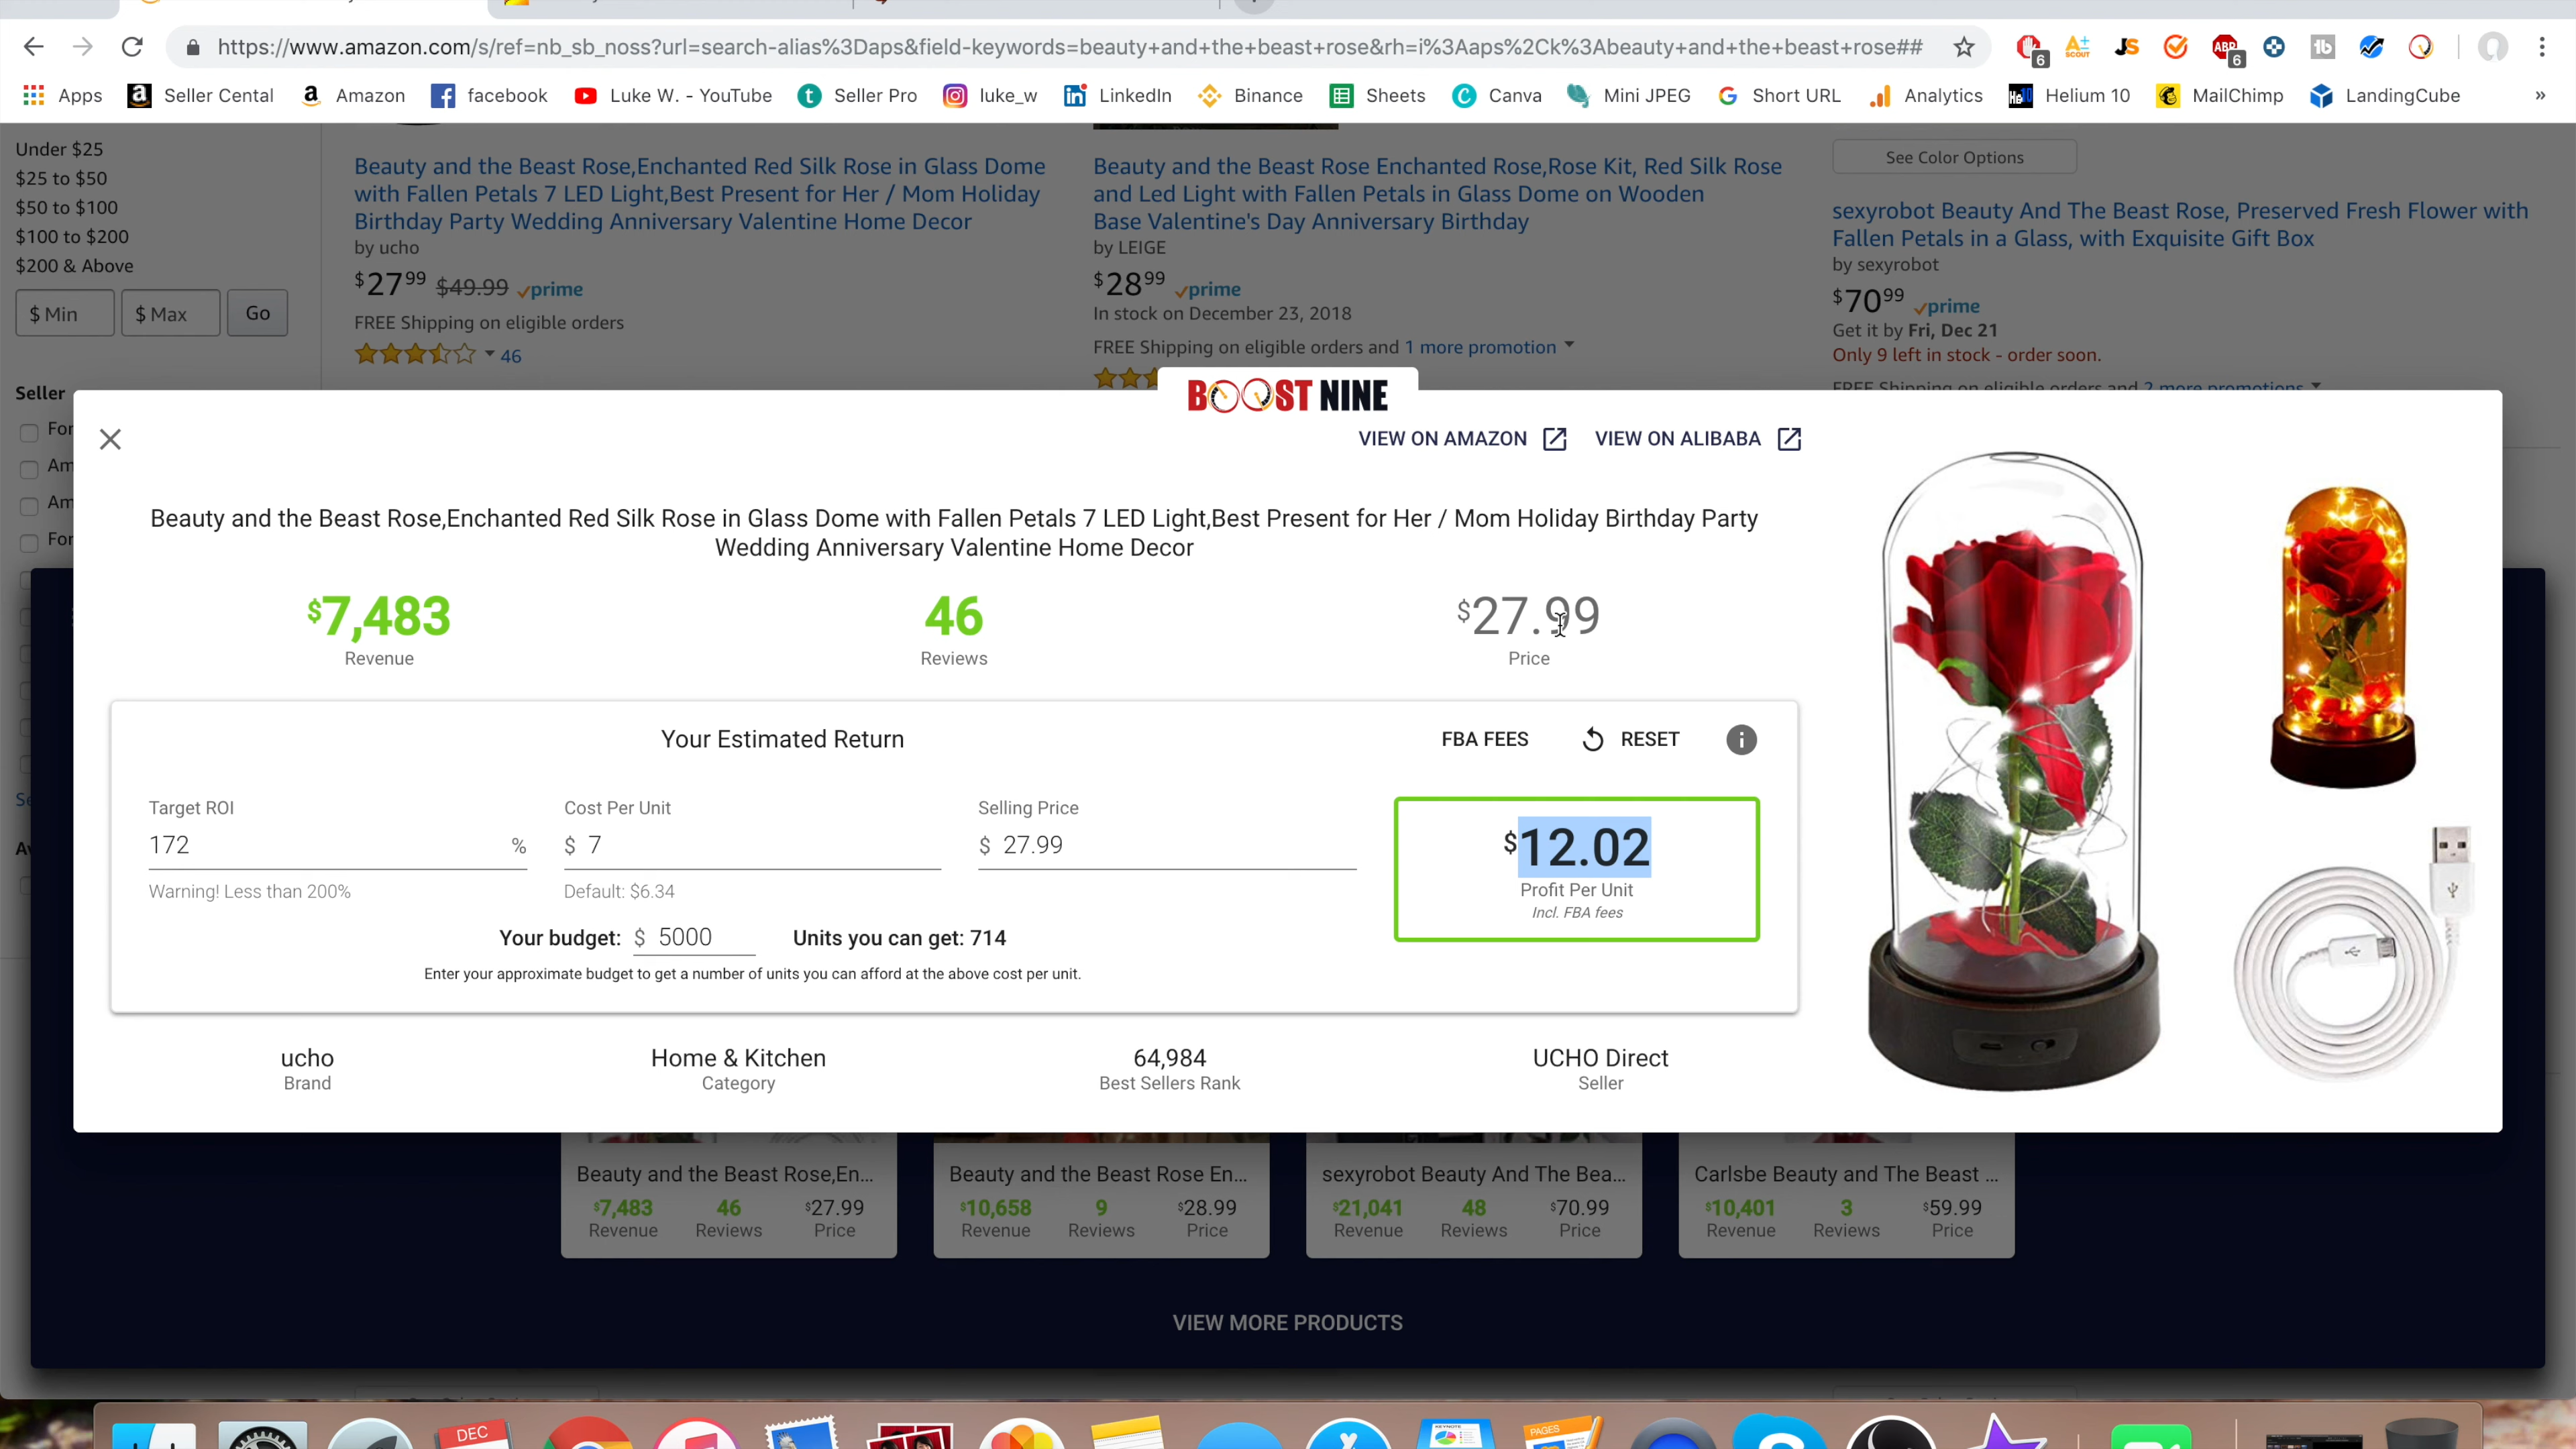 https://www.amazon.com/s/ref=nb_sb_noss?url=search-alias%3Daps&field-keywords=beauty+and+the+beast+rose&rh=i%3Aaps%2Ck%3Abeauty+and+the+beast+rose##
6
A+ SCOUT
JS
ABP
6
Apps
Seller Cental
Amazon
facebook
Luke W. - YouTube
Seller Pro
luke_w
LinkedIn
Binance
Sheets
Canva
Mini JPEG
Short URL
Analytics
Helium 10
MailChimp
LandingCube
»
Under $25
$25 to $50
$50 to $100
$100 to $200
$200 & Above
$ Min
$ Max
Go
Seller
Beauty and the Beast Rose,Enchanted Red Silk Rose in Glass Dome
with Fallen Petals 7 LED Light,Best Present for Her / Mom Holiday
Birthday Party Wedding Anniversary Valentine Home Decor
by ucho
$27 99 $49.99 prime
FREE Shipping on eligible orders
46
Beauty and the Beast Rose Enchanted Rose,Rose Kit, Red Silk Rose
and Led Light with Fallen Petals in Glass Dome on Wooden
Base Valentine's Day Anniversary Birthday
by LEIGE
$28 99 prime
In stock on December 23, 2018
FREE Shipping on eligible orders and 1 more promotion
See Color Options
sexyrobot Beauty And The Beast Rose, Preserved Fresh Flower with
Fallen Petals in a Glass, with Exquisite Gift Box
by sexyrobot
$70 99 prime
Get it by Fri, Dec 21
Only 9 left in stock - order soon.
FREE Shipping on eligible orders and 2 more promotions
BOOST NINE
VIEW ON AMAZON
VIEW ON ALIBABA
Beauty and the Beast Rose,Enchanted Red Silk Rose in Glass Dome with Fallen Petals 7 LED Light,Best Present for Her / Mom Holiday Birthday Party
Wedding Anniversary Valentine Home Decor
$7,483
Revenue
46
Reviews
$27.99
Price
Your Estimated Return
FBA FEES
RESET
i
Target ROI
172 %
Warning! Less than 200%
Cost Per Unit
$ 7
Default: $6.34
Selling Price
$ 27.99
$12.02
Profit Per Unit
Incl. FBA fees
Your budget: $ 5000
Units you can get: 714
Enter your approximate budget to get a number of units you can afford at the above cost per unit.
ucho
Brand
Home & Kitchen
Category
64,984
Best Sellers Rank
UCHO Direct
Seller
Beauty and the Beast Rose,En...
$7,483 46 $27.99
Revenue Reviews Price
Beauty and the Beast Rose En...
$10,658 9 $28.99
Revenue Reviews Price
sexyrobot Beauty And The Bea...
$21,041 48 $70.99
Revenue Reviews Price
Carlsbe Beauty and The Beast ...
$10,401 3 $59.99
Revenue Reviews Price
VIEW MORE PRODUCTS
DEC
KEYNOTE
PAGES